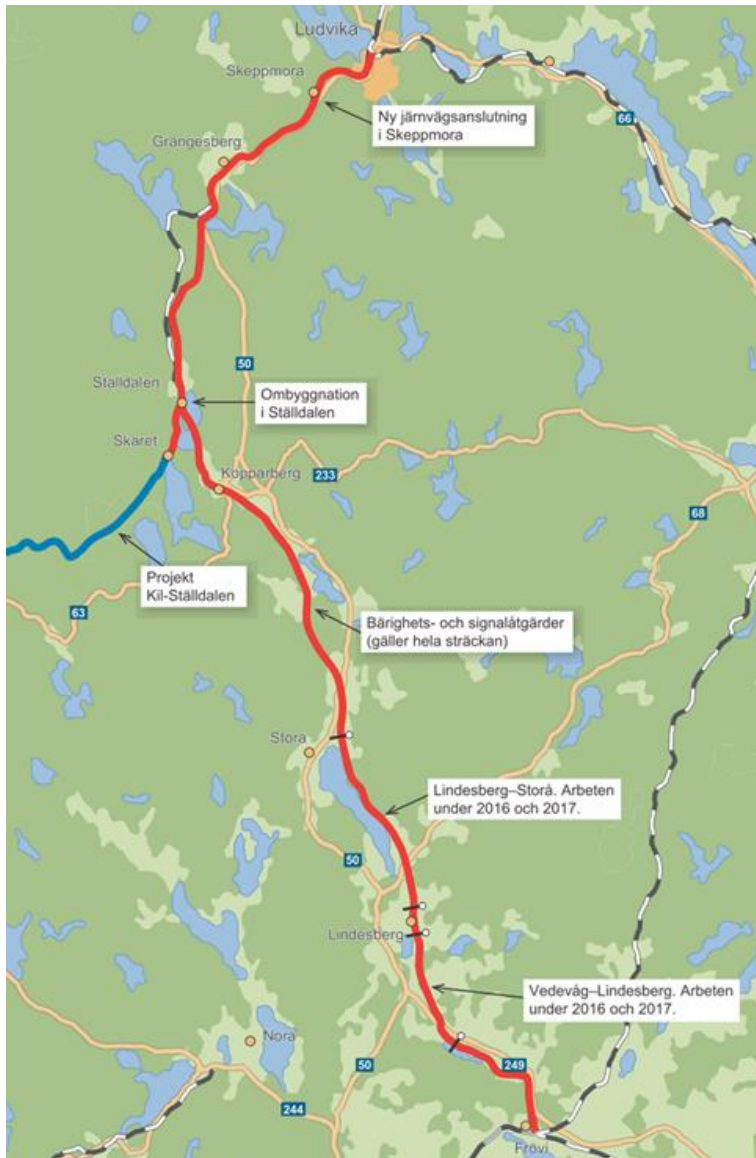 Ludvika
Skeppmora
Ny järnvägsanslutning
i Skeppmora
66
Grängesberg
50
Ställdalen
Ombyggnation
i Ställdalen
Skäret
Kopparberg
233
68
Projekt
Kil-Ställdalen
63
Bärighets- och signalåtgärder
(gäller hela sträckan)
Storå
Lindesberg–Storå. Arbeten
under 2016 och 2017.
50
Lindesberg
Vedevåg–Lindesberg. Arbeten
under 2016 och 2017.
Nora
50
249
244
Frövi